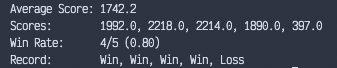 Average Score: 1742.2
Scores: 1992.0, 2218.0, 2214.0, 1890.0, 397.0
Win Rate: 4/5 (0.80)
Record: Win, Win, Win, Win, Loss